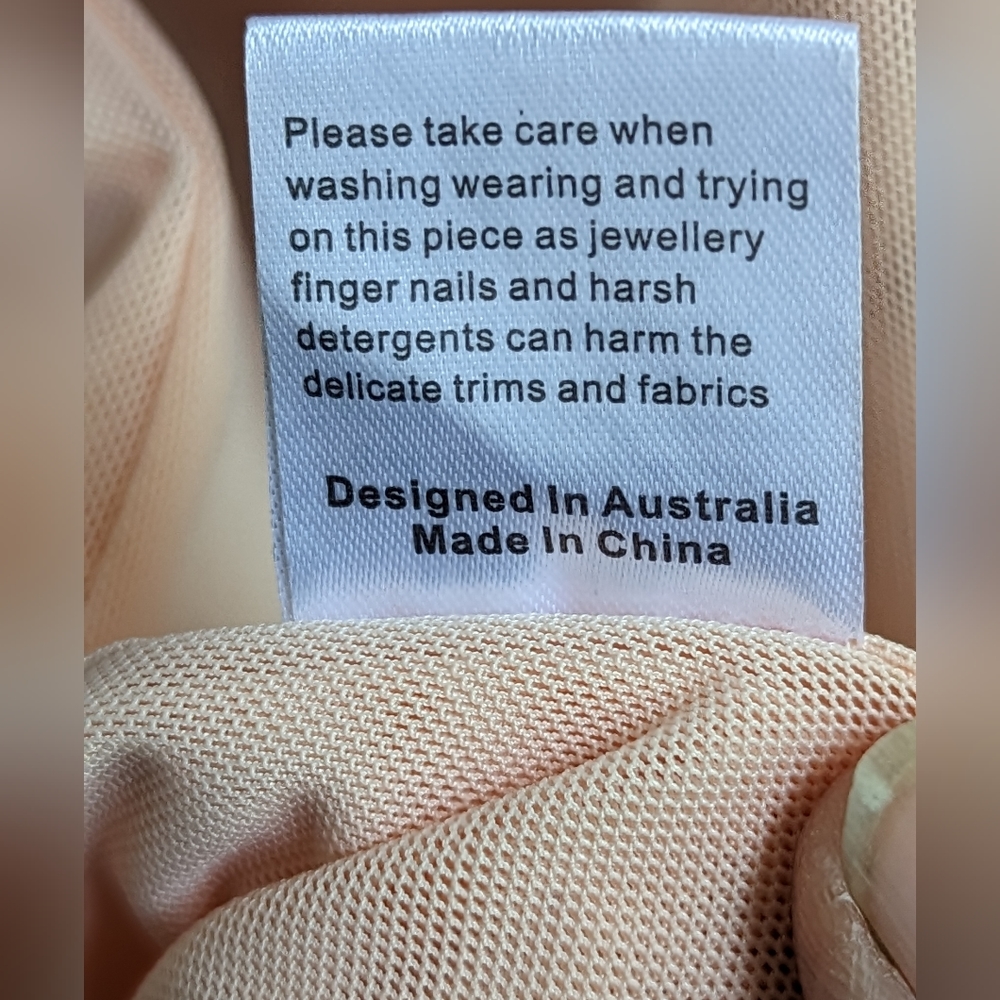 Please take care when
washing wearing and trying
on this piece as jewellery
finger nails and harsh
detergents can harm the
delicate trims and fabrics
Designed In Australia
Made In China